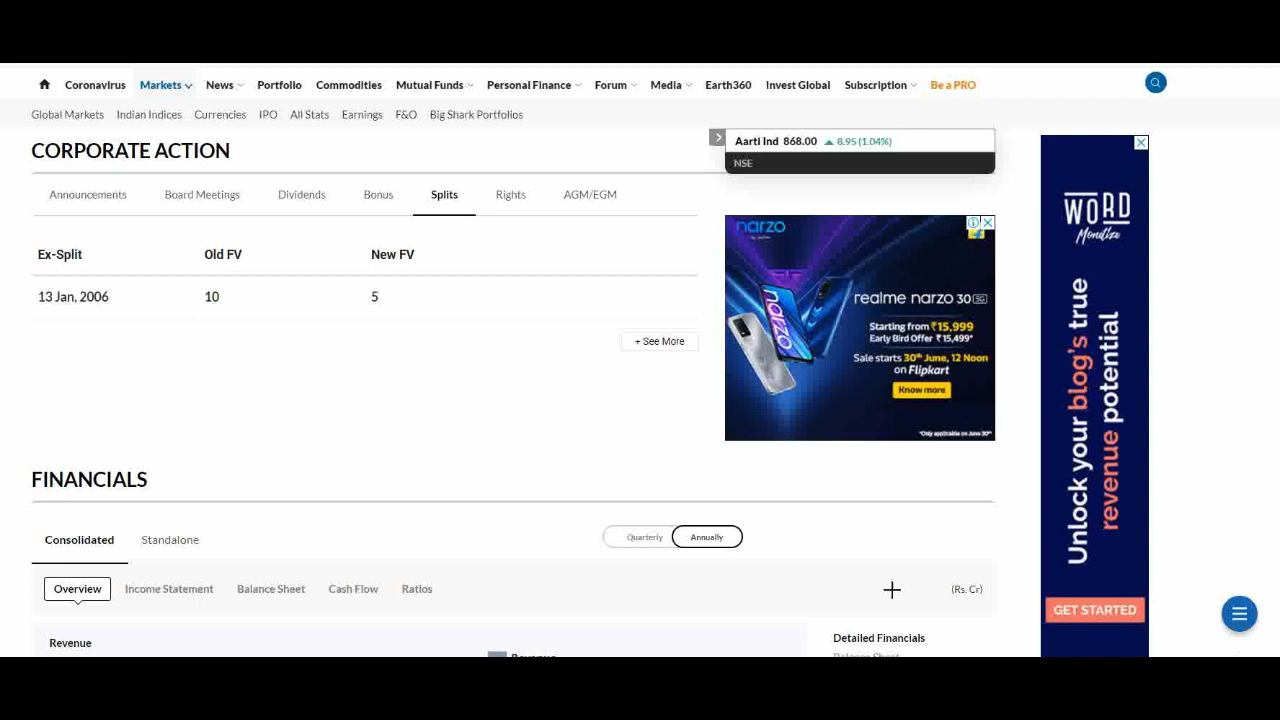 Coronavirus Markets News Portfolio Commodities Mutual Funds Personal Finance Forum Media Earth360 Invest Global Subscription Be a PRO
Global Markets Indian Indices Currencies IPO All Stats Earnings F&O Big Shark Portfolios
CORPORATE ACTION
Aarti Ind 868.00 8.95 (1.04%)
NSE
Announcements Board Meetings Dividends Bonus Splits Rights AGM/EGM
Ex-Split Old FV New FV
13 Jan, 2006 10 5
+ See More
narzo
narzo
realme narzo 30 5G
Starting from ₹15,999
Early Bird Offer ₹15,499*
Sale starts 30th June, 12 Noon
on Flipkart
Know more
*Only applicable on June 30th
WORD
Monetize
Unlock your blog's true
revenue potential
GET STARTED
FINANCIALS
Consolidated Standalone
Quarterly Annually
Overview Income Statement Balance Sheet Cash Flow Ratios
(Rs. Cr)
Revenue
Revenue
Detailed Financials
Balance Sheet